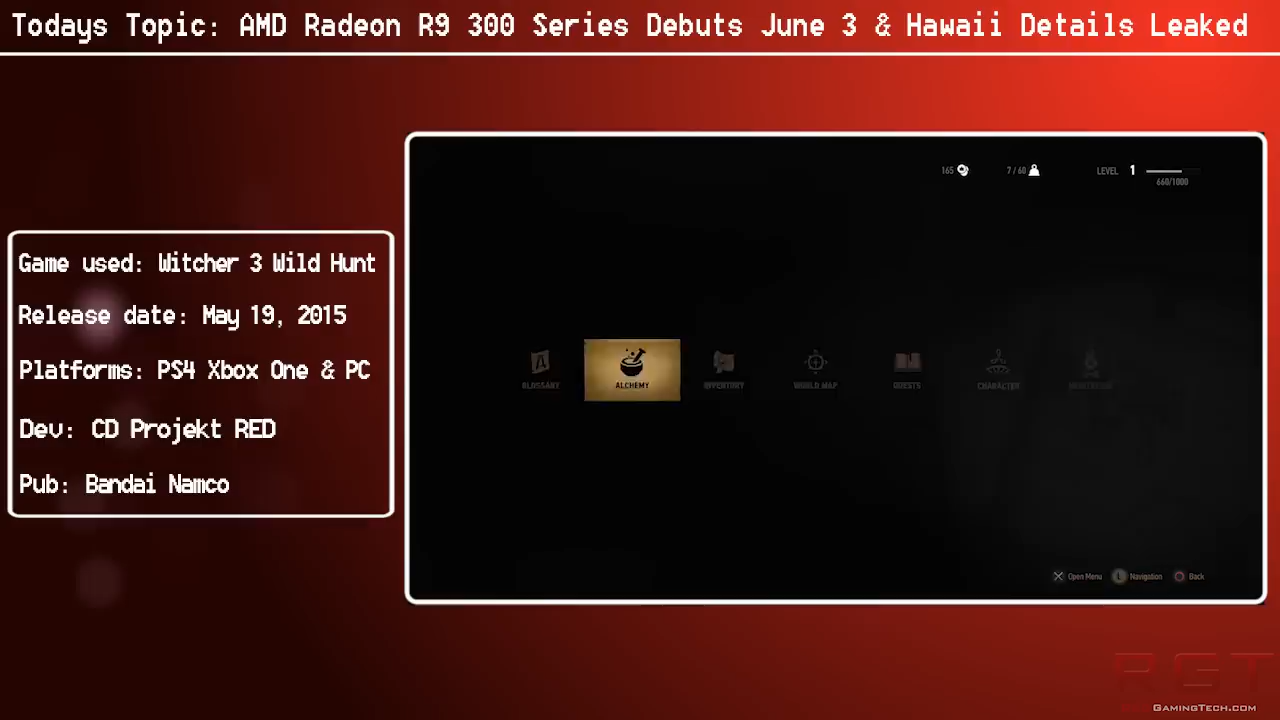 Todays Topic: AMD Radeon R9 300 Series Debuts June 3 & Hawaii Details Leaked
165 7 / 60 LEVEL 1
660/1000
Game used: Witcher 3 Wild Hunt
Release date: May 19, 2015
Platforms: PS4 Xbox One & PC
Dev: CD Projekt RED
Pub: Bandai Namco
GLOSSARY ALCHEMY INVENTORY WORLD MAP QUESTS CHARACTER
Open Menu L Navigation Back
RGT
GAMINGTECH.COM